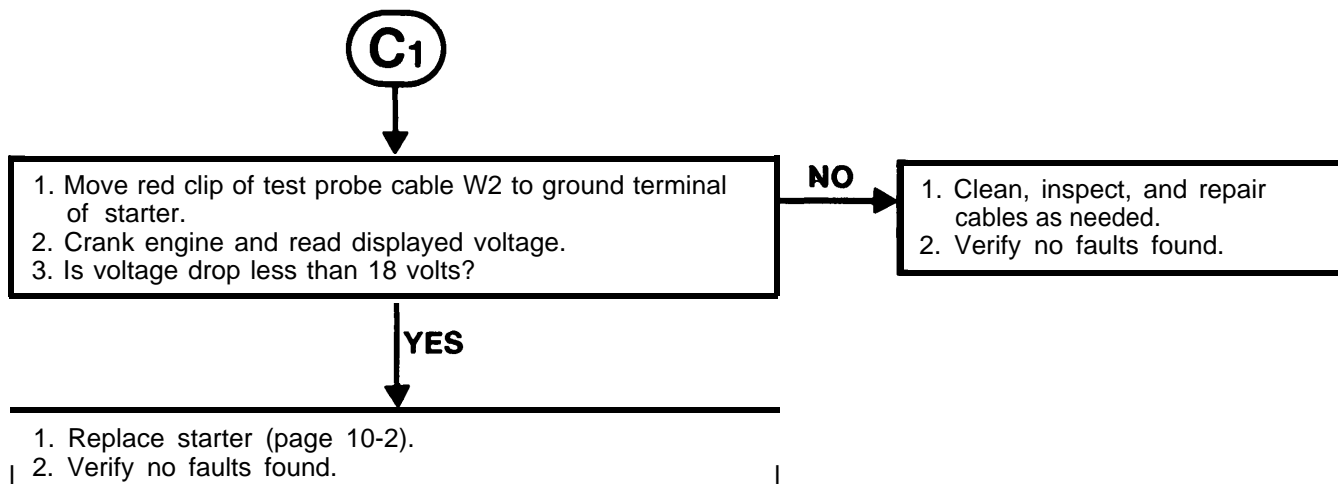 C1
1. Move red clip of test probe cable W2 to ground terminal
of starter.
2. Crank engine and read displayed voltage.
3. Is voltage drop less than 18 volts?
NO
1. Clean, inspect, and repair
cables as needed.
2. Verify no faults found.
YES
1. Replace starter (page 10-2).
2. Verify no faults found.